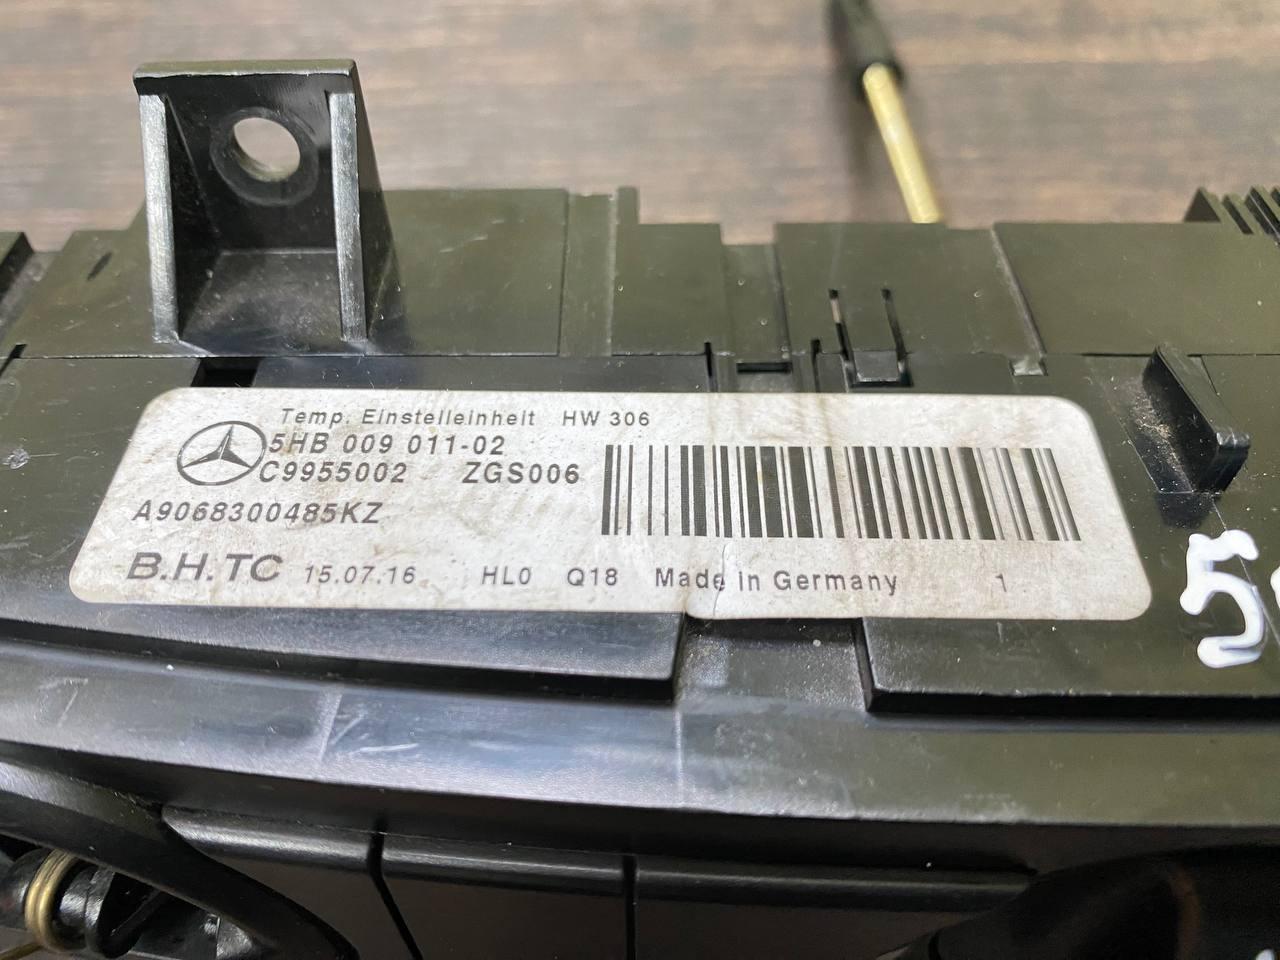 Temp. Einstelleinheit HW 306
5HB 009 011-02
C9955002 ZGS006
A9068300485KZ
B.H.TC 15.07.16 HL0 Q18 Made in Germany 1
5